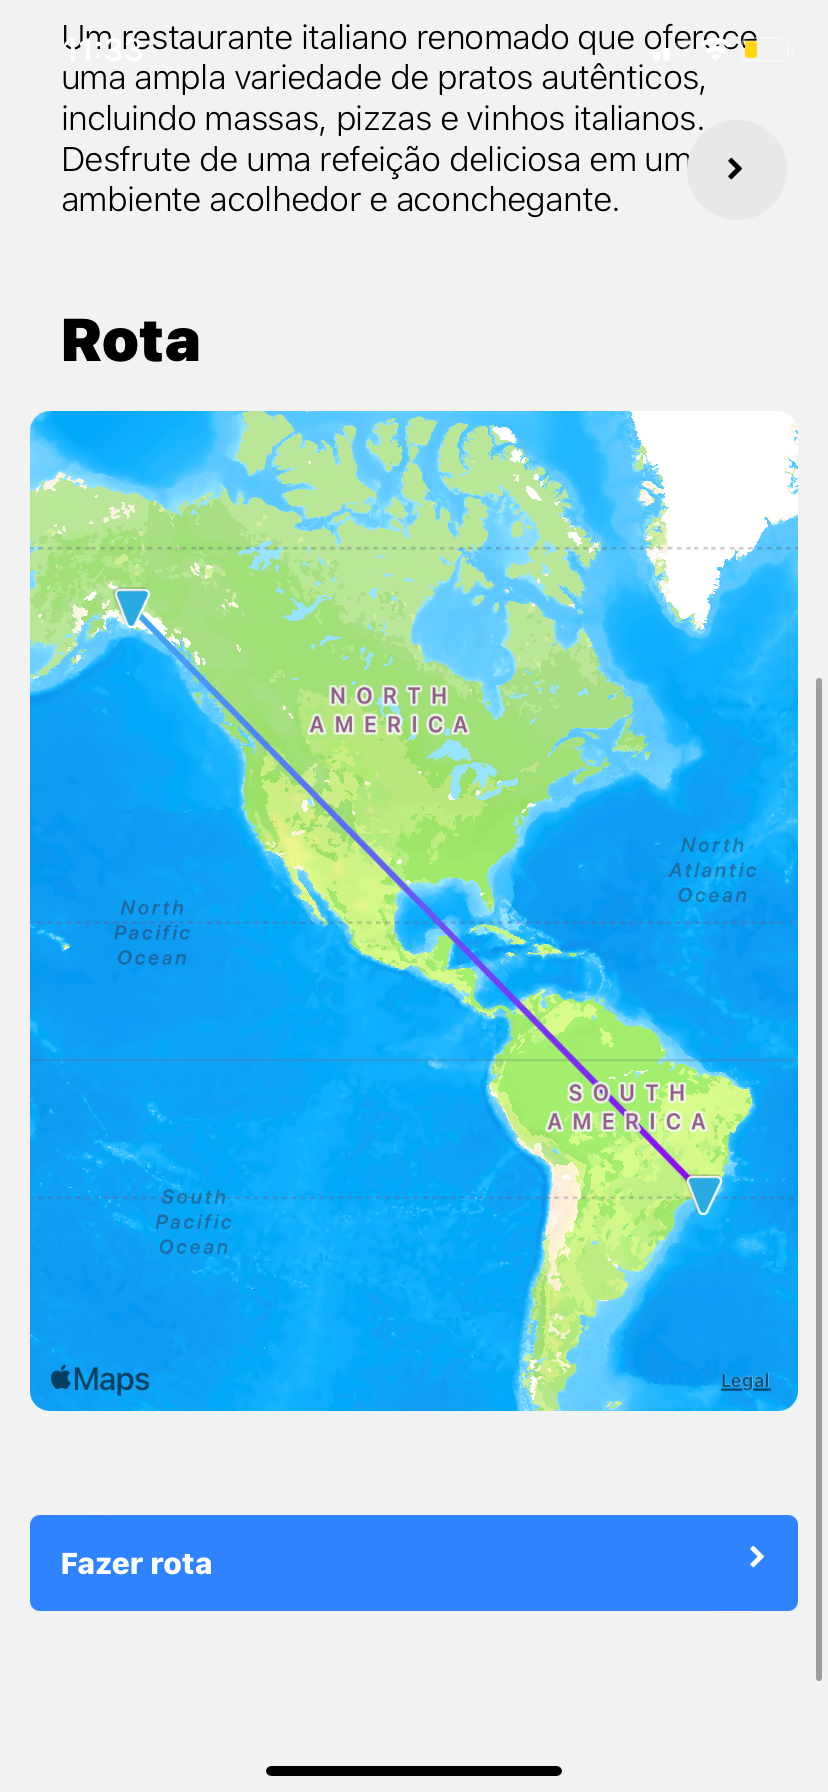 Um restaurante italiano renomado que oferece
11:33
uma ampla variedade de pratos autênticos,
incluindo massas, pizzas e vinhos italianos.
Desfrute de uma refeição deliciosa em um
ambiente acolhedor e aconchegante.
Rota
NORTH
AMERICA
North
Atlantic
Ocean
North
Pacific
Ocean
SOUTH
AMERICA
South
Pacific
Ocean
Maps
Legal
Fazer rota